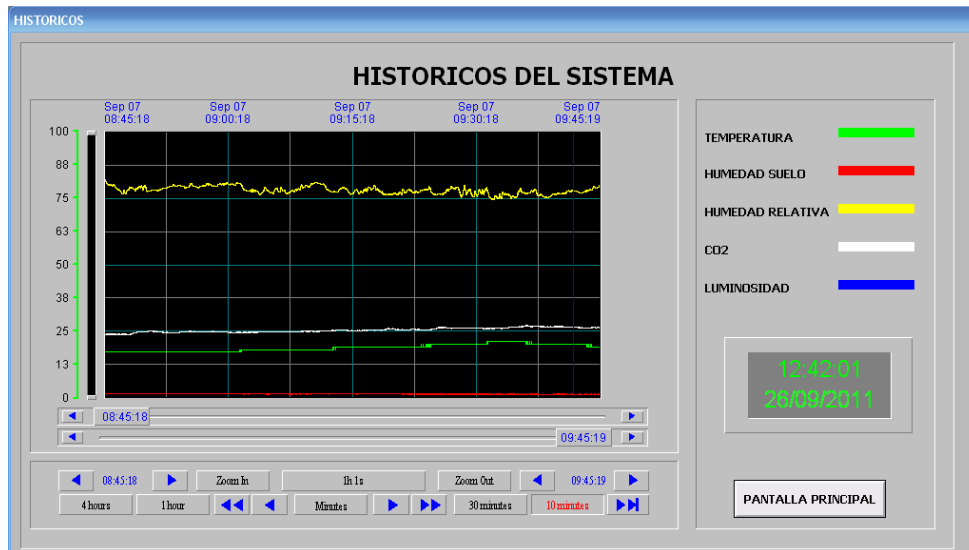 HISTORICOS
HISTORICOS DEL SISTEMA
Sep 07 Sep 07 Sep 07 Sep 07 Sep 07
08:45:18 09:00:18 09:15:18 09:30:18 09:45:19
100
88
75
63
50
38
25
13
0
08:45:18
09:45:19
08:45:18 Zoom In 1h 1s Zoom Out 09:45:19
4 hours 1 hour Minutes 30 minutes 10 minutes
TEMPERATURA
HUMEDAD SUELO
HUMEDAD RELATIVA
CO2
LUMINOSIDAD
12:42:01
26/09/2011
PANTALLA PRINCIPAL